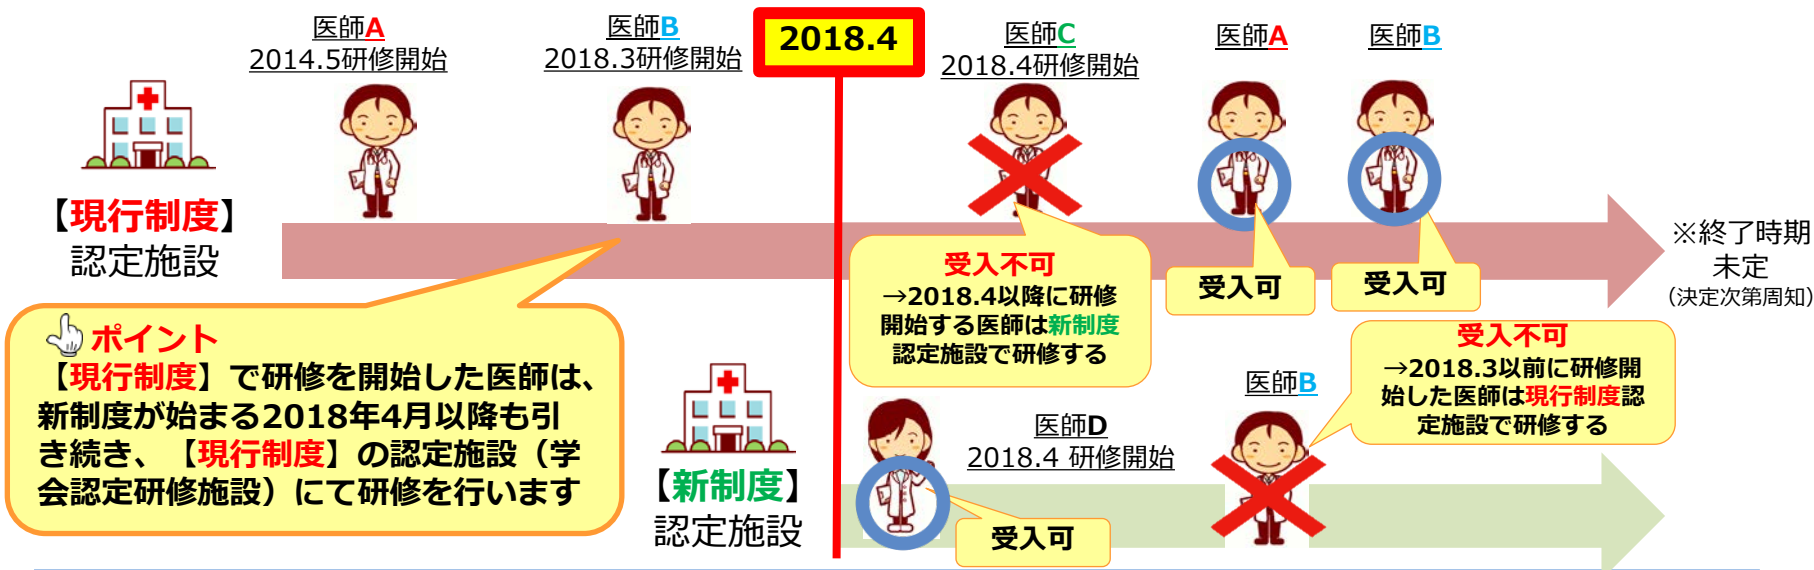 医師A
2014.5研修開始
医師B
2018.3研修開始
2018.4
医師C
2018.4研修開始
医師A
医師B
【現行制度】
認定施設
受入不可
→2018.4以降に研修
開始する医師は新制度
認定施設で研修する
受入可
受入可
※終了時期
未定
（決定次第周知）
ポイント
【現行制度】で研修を開始した医師は、
新制度が始まる2018年4月以降も引
き続き、【現行制度】の認定施設（学
会認定研修施設）にて研修を行います
【新制度】
認定施設
医師D
2018.4 研修開始
受入可
医師B
受入不可
→2018.3以前に研修開
始した医師は現行制度認
定施設で研修する